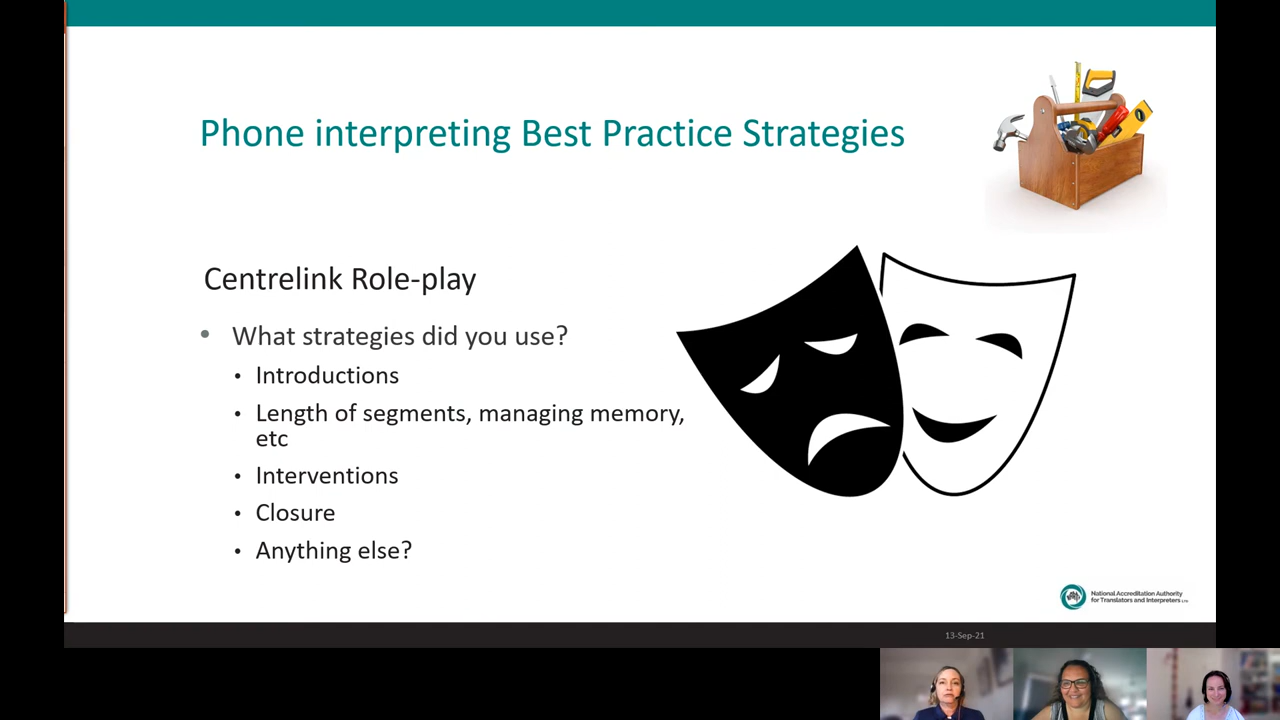 Phone interpreting Best Practice Strategies
Centrelink Role-play
• What strategies did you use?
• Introductions
• Length of segments, managing memory,
etc
• Interventions
• Closure
• Anything else?
National Accreditation Authority
for Translators and Interpreters LTD
13-Sep-21